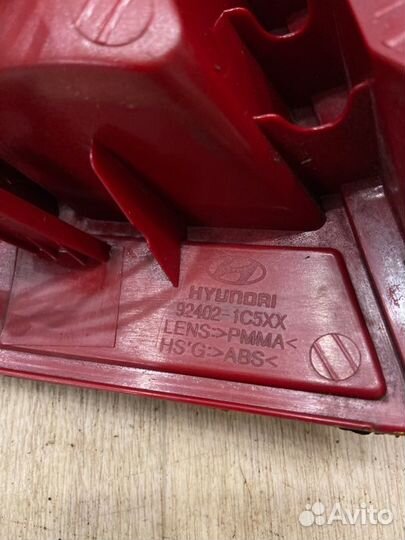 HYUNDAI
92402-1C5XX
LENS:>PMMA<
HS'G:>ABS<
Avito